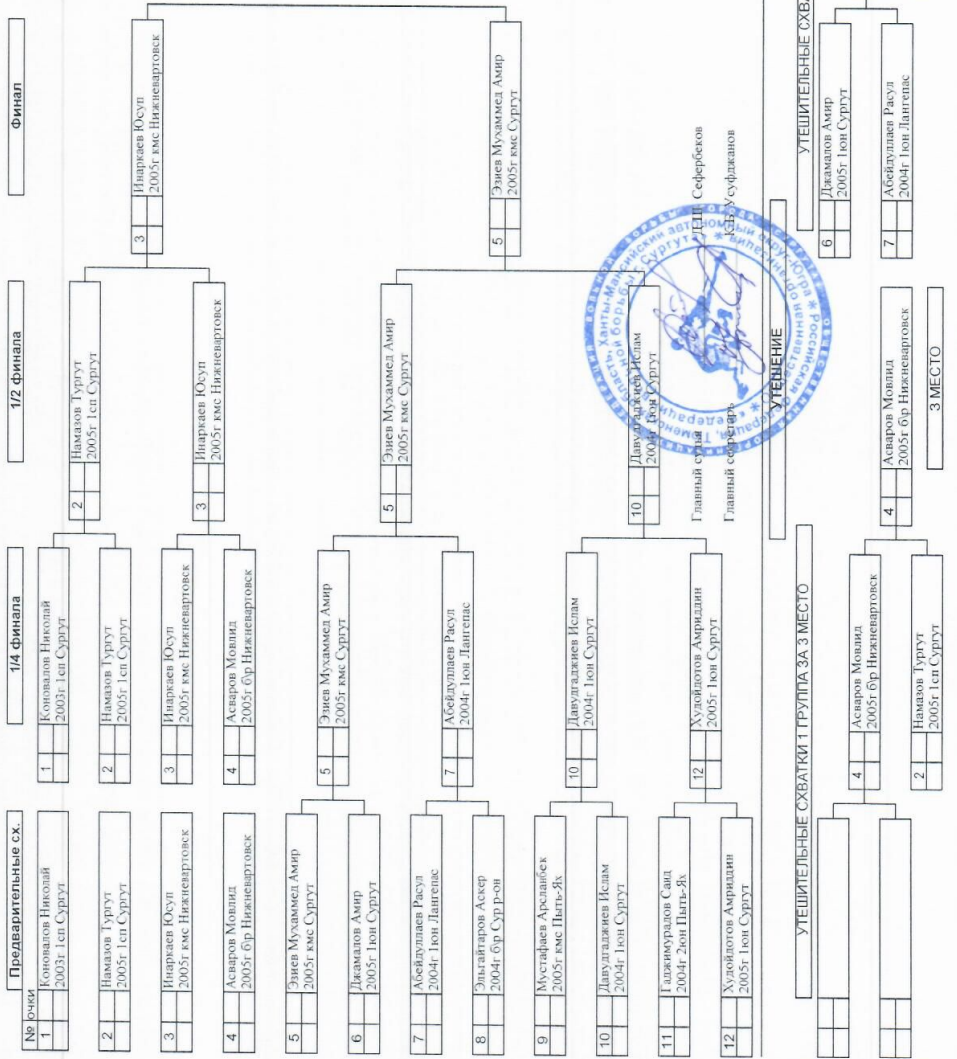 Предварительные сх.
1/4 финала
1/2 финала
Финал
№ очки
1 Коновалов Николай
2003г 1сп Сургут
2 Намазов Тургут
2005г 1сп Сургут
3 Инаркаев Юсуп
2005г кмс Нижневартовск
4 Асваров Мовлид
2005г б\р Нижневартовск
5 Эзиев Мухаммед Амир
2005г кмс Сургут
6 Джамалов Амир
2005г 1юн Сургут
7 Абейдуллаев Расул
2004г 1юн Лангепас
8 Эльгайтаров Аскер
2004г б\р Сур р-он
9 Мустафаев Арсланбек
2005г кмс Пыть-Ях
10 Давудгаджиев Ислам
2004г 1юн Сургут
11 Гаджимурадов Саид
2004г 2юн Пыть-Ях
12 Худойдотов Амриддин
2005г 1юн Сургут
1 Коновалов Николай
2003г 1сп Сургут
2 Намазов Тургут
2005г 1сп Сургут
3 Инаркаев Юсуп
2005г кмс Нижневартовск
4 Асваров Мовлид
2005г б\р Нижневартовск
5 Эзиев Мухаммед Амир
2005г кмс Сургут
7 Абейдуллаев Расул
2004г 1юн Лангепас
10 Давудгаджиев Ислам
2004г 1юн Сургут
12 Худойдотов Амриддин
2005г 1юн Сургут
2 Намазов Тургут
2005г 1сп Сургут
3 Инаркаев Юсуп
2005г кмс Нижневартовск
5 Эзиев Мухаммед Амир
2005г кмс Сургут
10 Давудгаджиев Ислам
2004г 1юн Сургут
3 Инаркаев Юсуп
2005г кмс Нижневартовск
5 Эзиев Мухаммед Амир
2005г кмс Сургут
Главный судья Сефербеков
Главный секретарь К.Б. Усуфджанов
УТЕШЕНИЕ
УТЕШИТЕЛЬНЫЕ СХВАТКИ 1 ГРУППА ЗА 3 МЕСТО
УТЕШИТЕЛЬНЫЕ СХВА
4 Асваров Мовлид
2005г б\р Нижневартовск
2 Намазов Тургут
2005г 1сп Сургут
4 Асваров Мовлид
2005г б\р Нижневартовск
3 МЕСТО
6 Джамалов Амир
2005г 1юн Сургут
7 Абейдуллаев Расул
2004г 1юн Лангепас